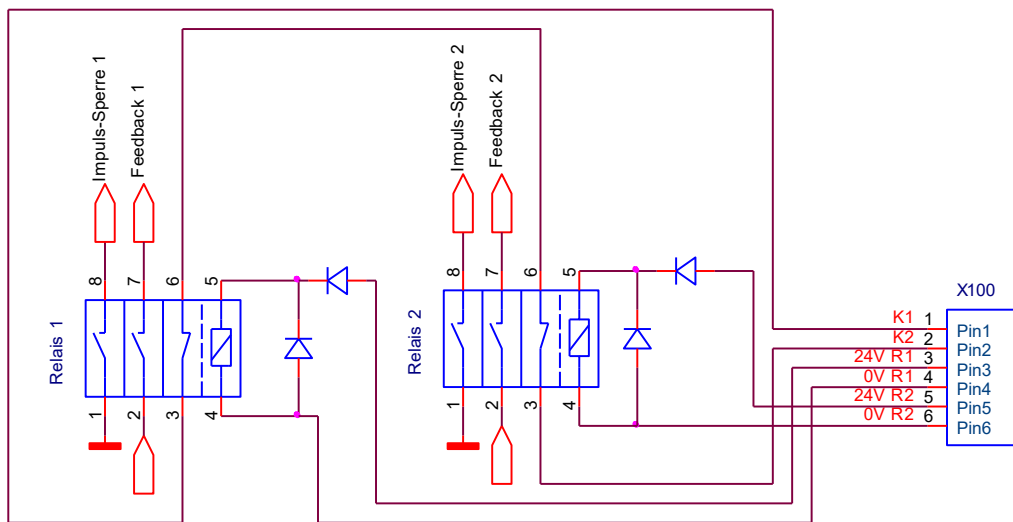 Impuls-Sperre 1
Feedback 1
8
7
6
5
Relais 1
1
2
3
4
Impuls-Sperre 2
Feedback 2
8
7
6
5
Relais 2
1
2
3
4
X100
K1 1 Pin1
K2 2 Pin2
24V R1 3 Pin3
0V R1 4 Pin4
24V R2 5 Pin5
0V R2 6 Pin6